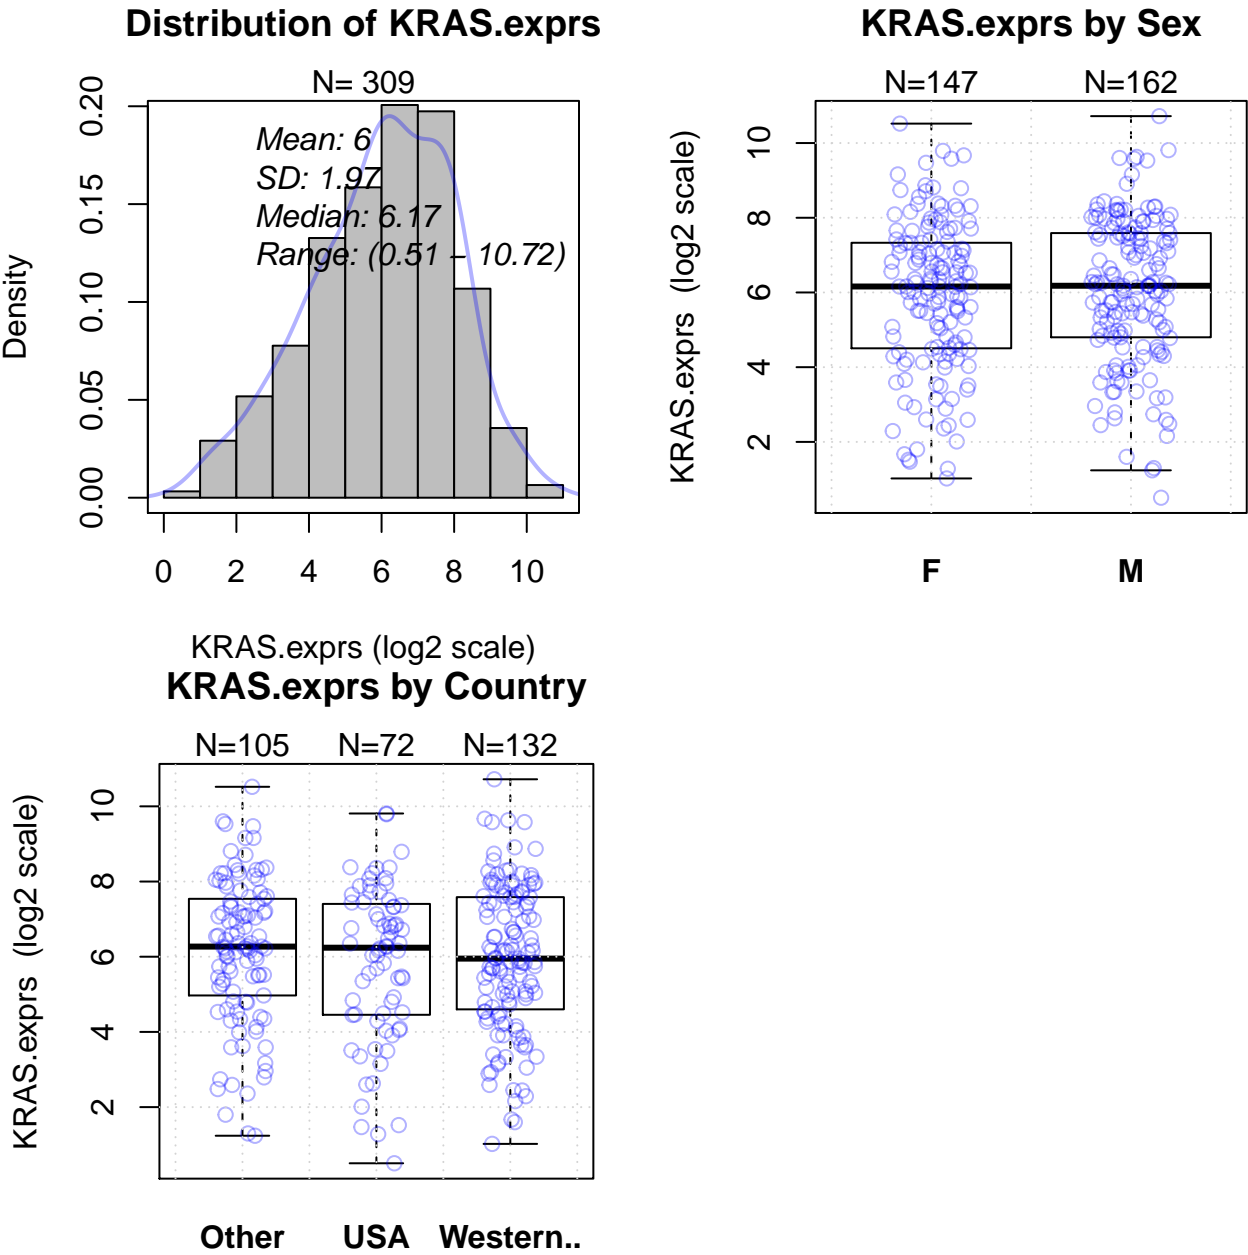 Distribution of KRAS.exprs
N= 309
Mean: 6
SD: 1.97
Median: 6.17
Range: (0.51 – 10.72)
Density
0.00
0.05
0.10
0.15
0.20
0 2 4 6 8 10
KRAS.exprs (log2 scale)
KRAS.exprs by Sex
N=147 N=162
KRAS.exprs (log2 scale)
2
4
6
8
10
F M
KRAS.exprs by Country
N=105 N=72 N=132
KRAS.exprs (log2 scale)
2
4
6
8
10
Other USA Western..